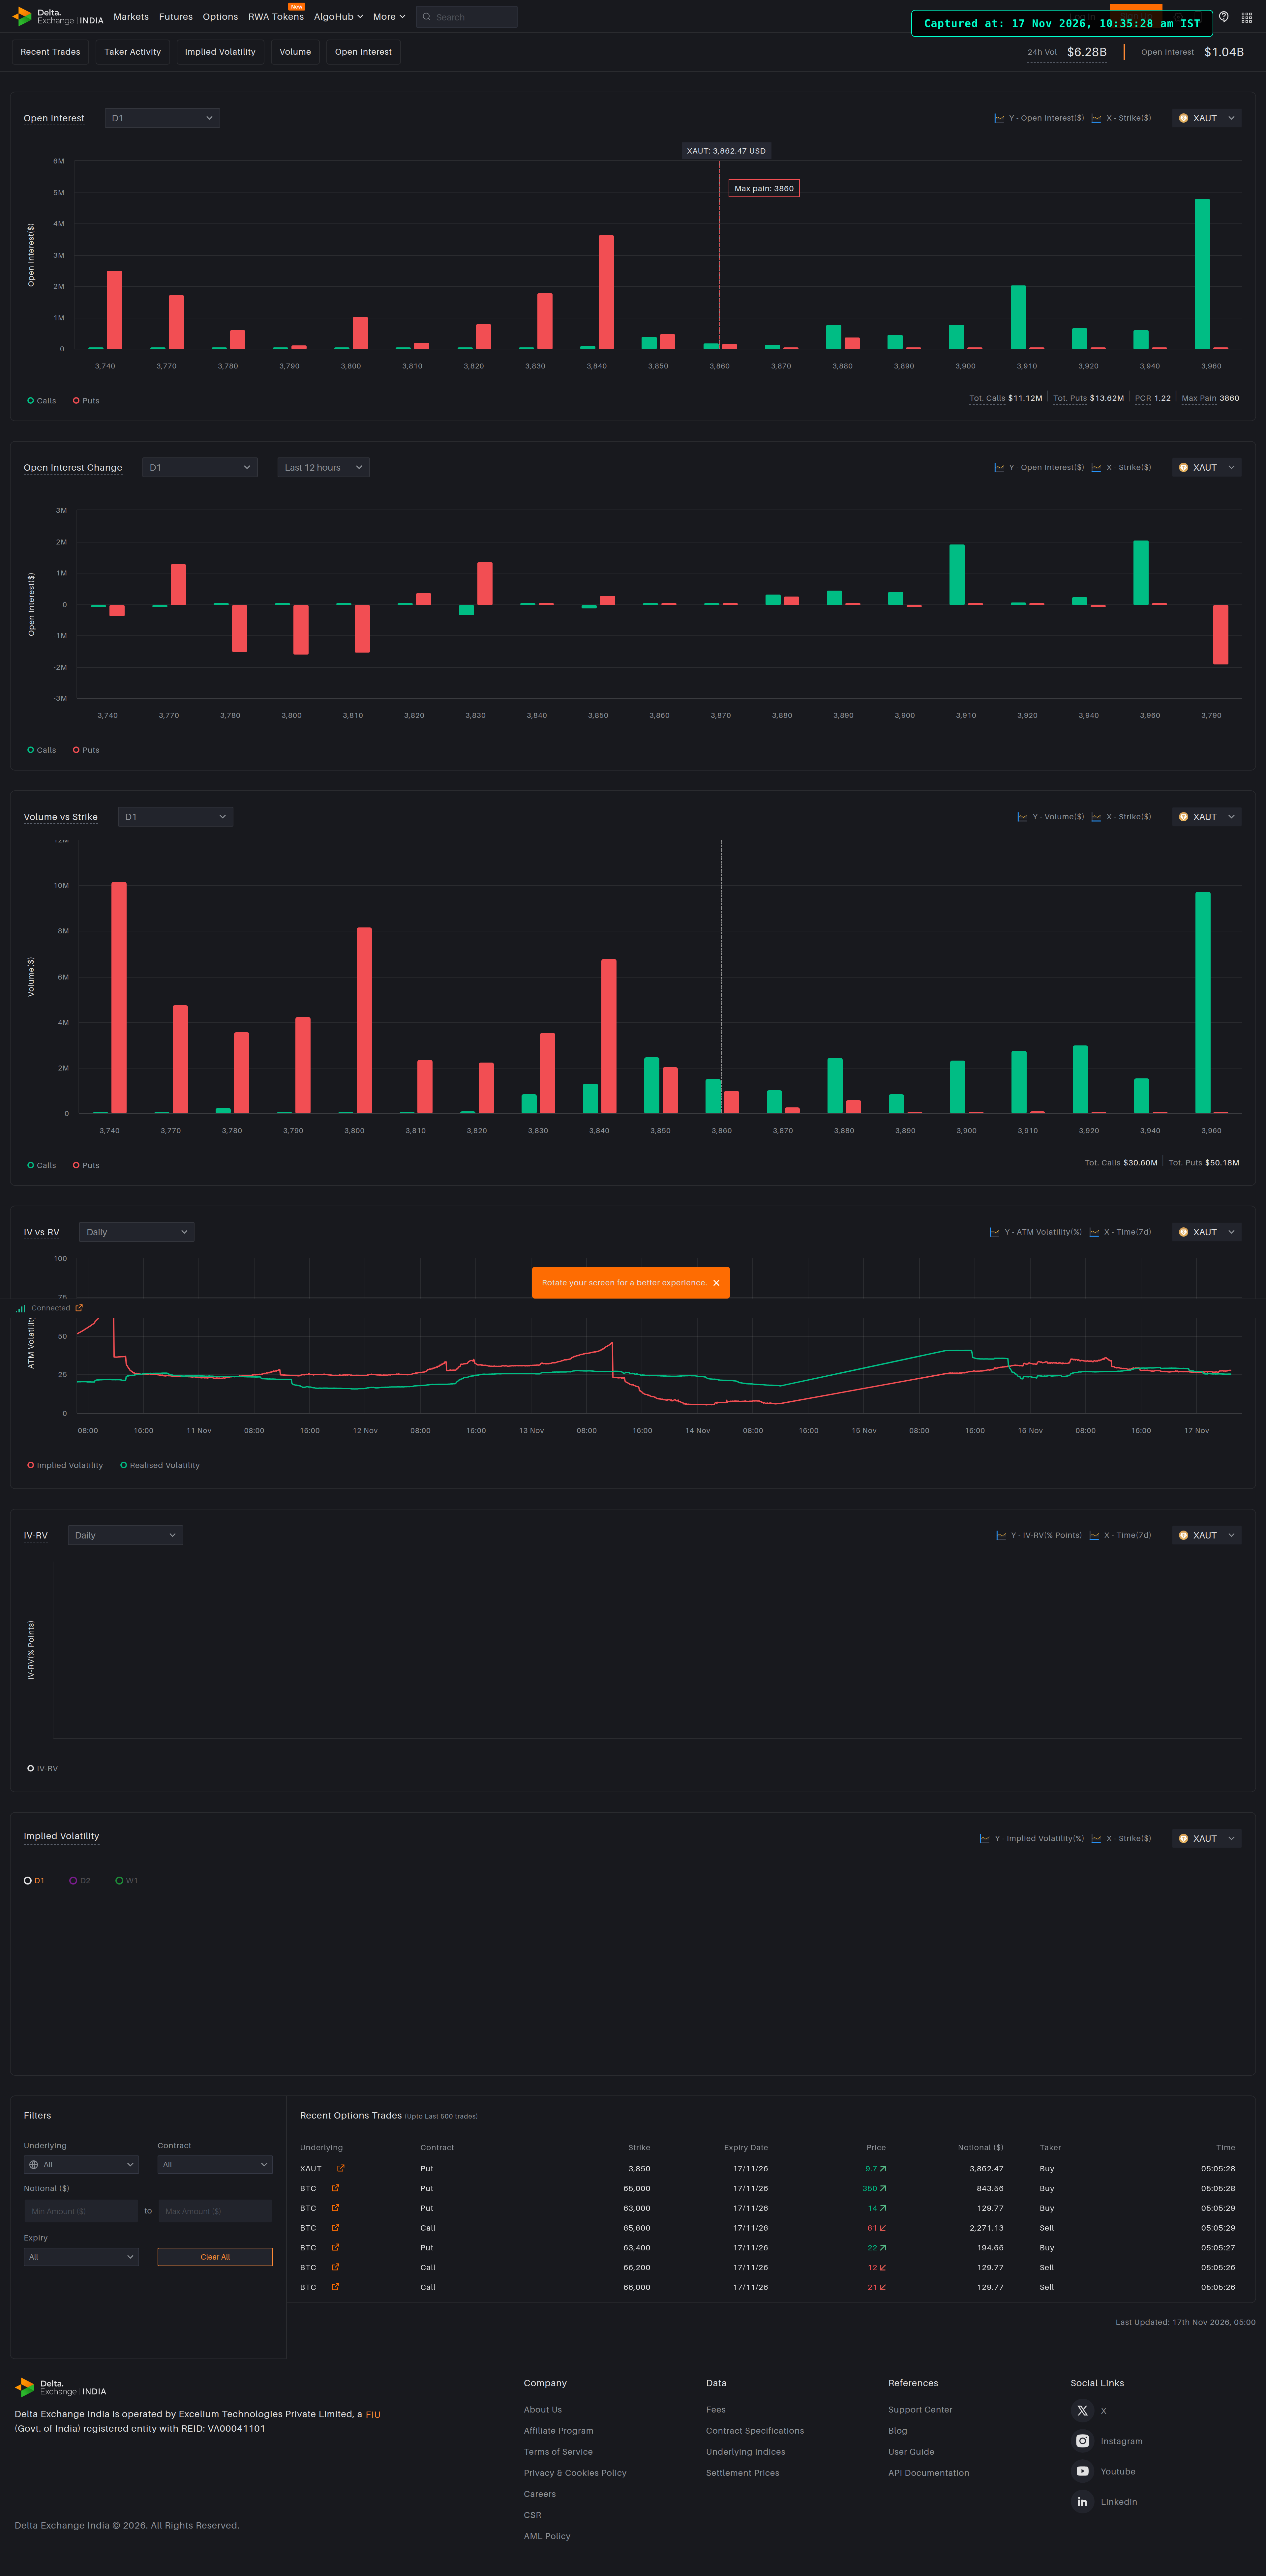 Delta. Exchange | INDIA Markets Futures Options RWA Tokens New AlgoHub More Search
Captured at: 17 Nov 2026, 10:35:28 am IST
Recent Trades Taker Activity Implied Volatility Volume Open Interest 24h Vol $6.28B Open Interest $1.04B
Open Interest D1 Y - Open Interest($) X - Strike($) XAUT
XAUT: 3,862.47 USD
Max pain: 3860
6M
5M
4M
3M
2M
1M
0
Open Interest($)
3,740 3,770 3,780 3,790 3,800 3,810 3,820 3,830 3,840 3,850 3,860 3,870 3,880 3,890 3,900 3,910 3,920 3,940 3,960
Calls Puts Tot. Calls $11.12M Tot. Puts $13.62M PCR 1.22 Max Pain 3860
Open Interest Change D1 Last 12 hours Y - Open Interest($) X - Strike($) XAUT
3M
2M
1M
0
-1M
-2M
-3M
Open Interest($)
3,740 3,770 3,780 3,800 3,810 3,820 3,830 3,840 3,850 3,860 3,870 3,880 3,890 3,900 3,910 3,920 3,940 3,960 3,790
Calls Puts
Volume vs Strike D1 Y - Volume($) X - Strike($) XAUT
12M
10M
8M
6M
4M
2M
0
Volume($)
3,740 3,770 3,780 3,790 3,800 3,810 3,820 3,830 3,840 3,850 3,860 3,870 3,880 3,890 3,900 3,910 3,920 3,940 3,960
Calls Puts Tot. Calls $30.60M Tot. Puts $50.18M
IV vs RV Daily Y - ATM Volatility(%) X - Time(7d) XAUT
100
Rotate your screen for a better experience.
75
Connected
50
25
0
ATM Volatilit
08:00 16:00 11 Nov 08:00 16:00 12 Nov 08:00 16:00 13 Nov 08:00 16:00 14 Nov 08:00 16:00 15 Nov 08:00 16:00 16 Nov 08:00 16:00 17 Nov
Implied Volatility Realised Volatility
IV-RV Daily Y - IV-RV(% Points) X - Time(7d) XAUT
IV-RV(% Points)
IV-RV
Implied Volatility Y - Implied Volatility(%) X - Strike($) XAUT
D1 D2 W1
Filters
Underlying Contract
All All
Notional ($)
Min Amount ($) to Max Amount ($)
Expiry
All Clear All
Recent Options Trades (Upto Last 500 trades)
Underlying Contract Strike Expiry Date Price Notional ($) Taker Time
XAUT Put 3,850 17/11/26 9.7 3,862.47 Buy 05:05:28
BTC Put 65,000 17/11/26 350 843.56 Buy 05:05:28
BTC Put 63,000 17/11/26 14 129.77 Buy 05:05:29
BTC Call 65,600 17/11/26 61 2,271.13 Sell 05:05:29
BTC Put 63,400 17/11/26 22 194.66 Buy 05:05:27
BTC Call 66,200 17/11/26 12 129.77 Sell 05:05:26
BTC Call 66,000 17/11/26 21 129.77 Sell 05:05:26
Last Updated: 17th Nov 2026, 05:00
Delta. Exchange | INDIA
Delta Exchange India is operated by Excelium Technologies Private Limited, a FIU
(Govt. of India) registered entity with REID: VA00041101
Delta Exchange India © 2026. All Rights Reserved.
Company
About Us
Affiliate Program
Terms of Service
Privacy & Cookies Policy
Careers
CSR
AML Policy
Data
Fees
Contract Specifications
Underlying Indices
Settlement Prices
References
Support Center
Blog
User Guide
API Documentation
Social Links
X
Instagram
Youtube
Linkedin